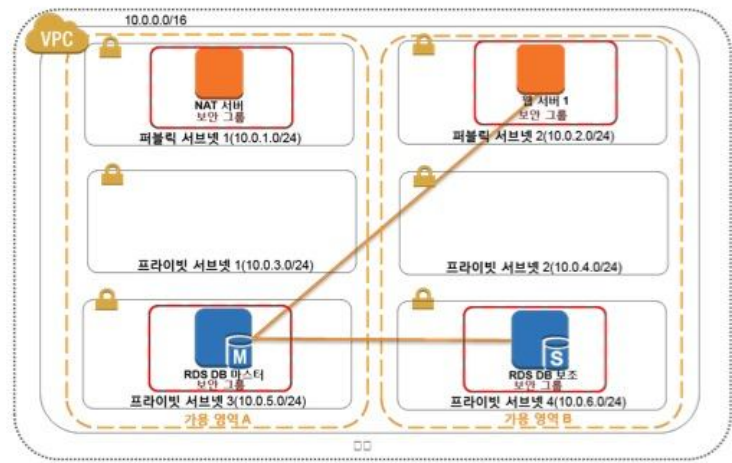 10.0.0.0/16
VPC
NAT 서버
보안 그룹
퍼블릭 서브넷 1(10.0.1.0/24)
웹 서버 1
보안 그룹
퍼블릭 서브넷 2(10.0.2.0/24)
프라이빗 서브넷 1(10.0.3.0/24)
프라이빗 서브넷 2(10.0.4.0/24)
M
RDS DB 마스터
보안 그룹
프라이빗 서브넷 3(10.0.5.0/24)
가용 영역 A
S
RDS DB 보조
보안 그룹
프라이빗 서브넷 4(10.0.6.0/24)
가용 영역 B